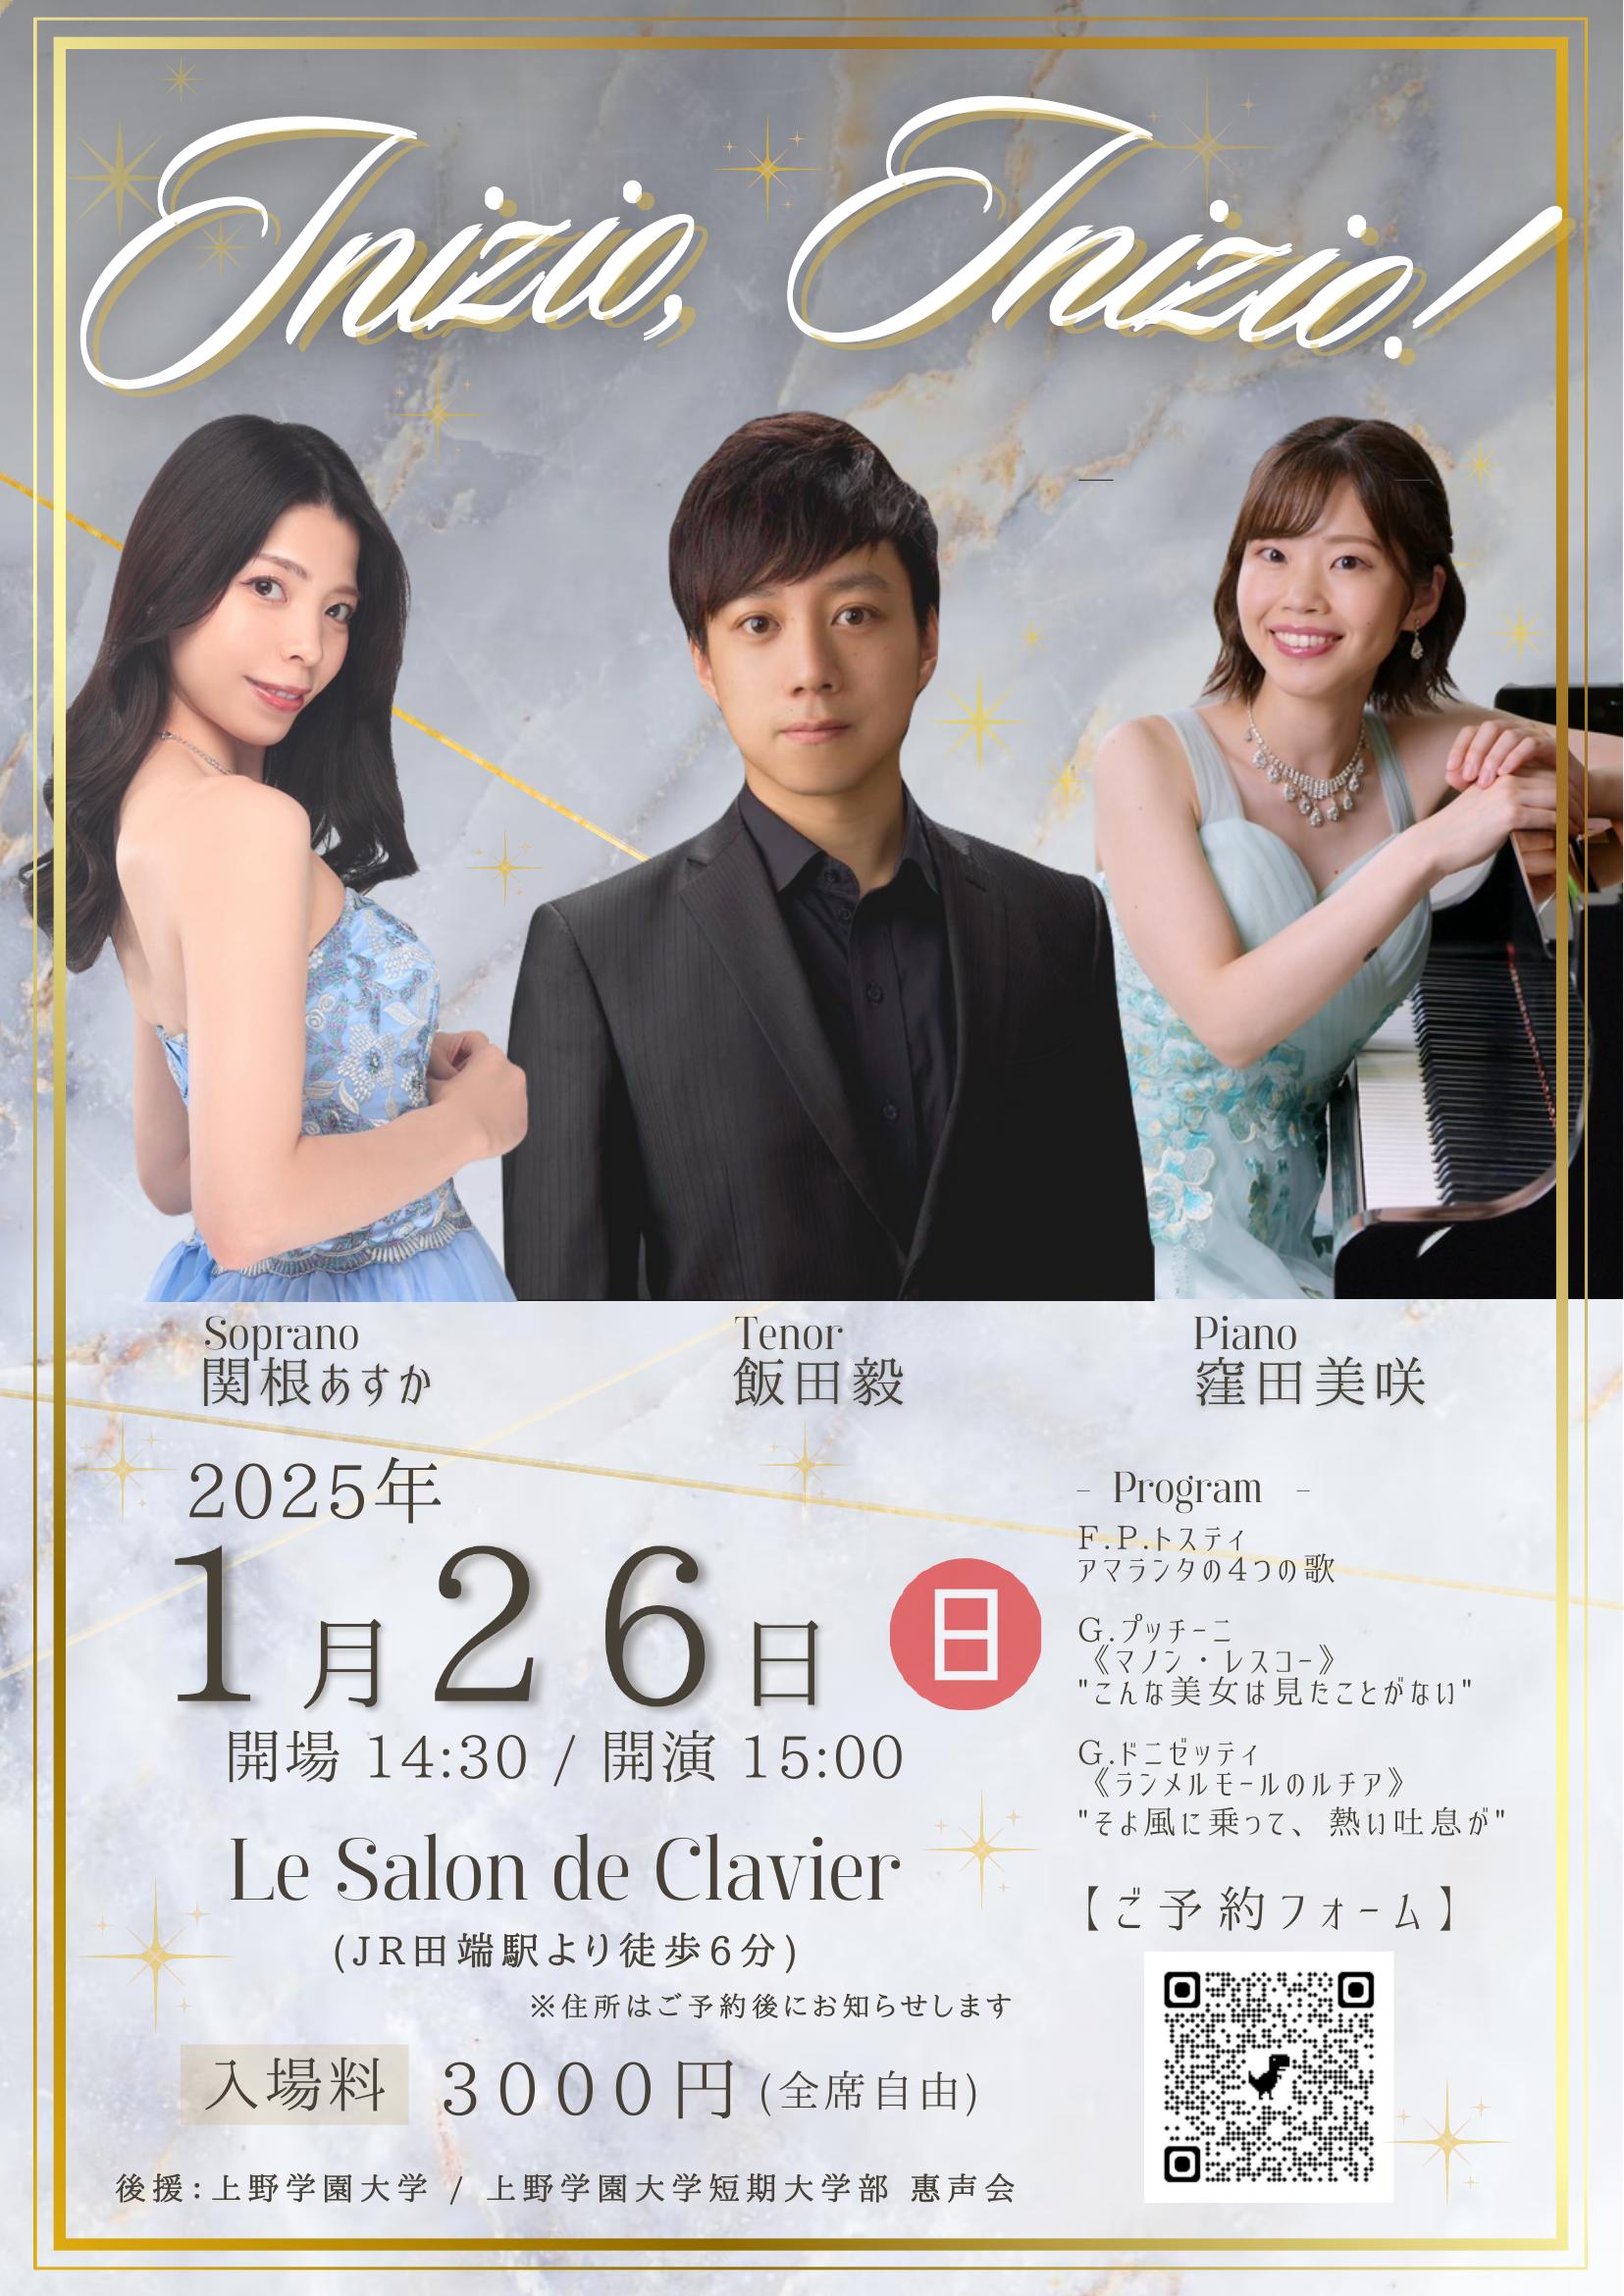 Inizio, Inizio!
Soprano
関根あすか
Tenor
飯田毅
Piano
窪田美咲
2025年
1月26日 日
開場 14:30 / 開演 15:00
Le Salon de Clavier
(JR田端駅より徒歩6分)
※住所はご予約後にお知らせします
入場料 3000円 (全席自由)
後援:上野学園大学 / 上野学園大学短期大学部 惠声会
- Program -
F.P.トスティ
アマランタの4つの歌
G.プッチーニ
《マノン・レスコー》
"こんな美女は見たことがない"
G.ドニゼッティ
《ランメルモールのルチア》
"そよ風に乗って、熱い吐息が"
【ご予約フォーム】